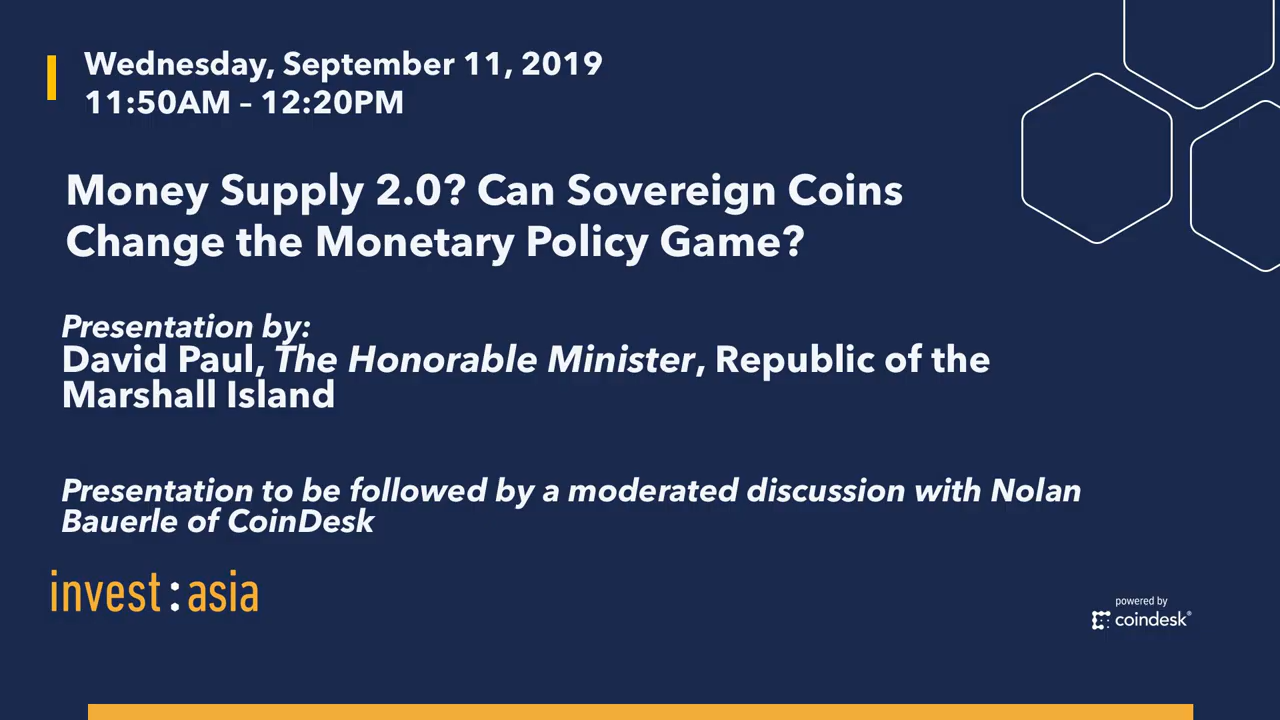 Wednesday, September 11, 2019
11:50AM – 12:20PM
Money Supply 2.0? Can Sovereign Coins
Change the Monetary Policy Game?
Presentation by:
David Paul, The Honorable Minister, Republic of the
Marshall Island
Presentation to be followed by a moderated discussion with Nolan
Bauerle of CoinDesk
invest:asia
powered by
coindesk®